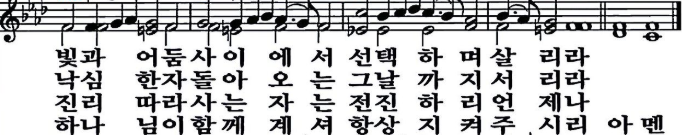 빛과 어둠사이 에 서 선택 하 며살 리라
낙심 한자돌아 오 는 그날 까 지서 리라
진리 따라사는 자 는 전진 하 리언 제나
하나 님이함께 계 셔 항상 지 켜주 시리 아 멘